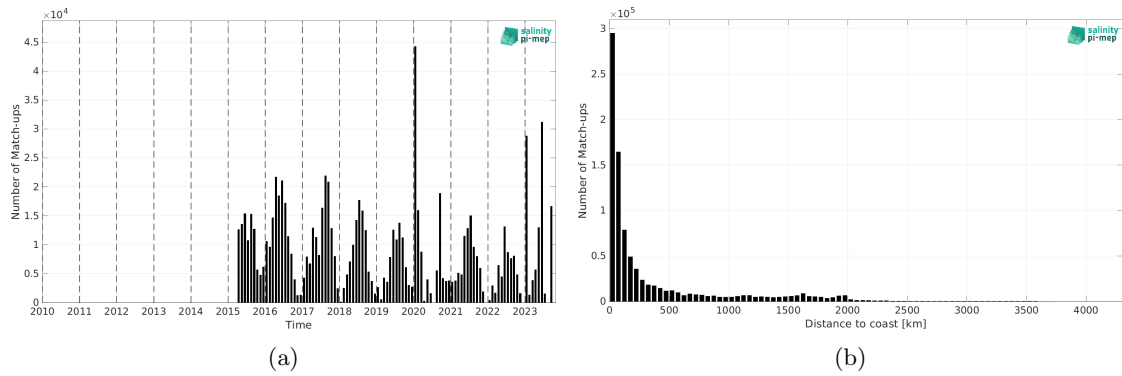 ×10⁴
4.5
4
3.5
3
2.5
2
1.5
1
0.5
0
Number of Match-ups
2010 2011 2012 2013 2014 2015 2016 2017 2018 2019 2020 2021 2022 2023
Time
salinity
pi-mep
(a)
×10⁵
3
2.5
2
1.5
1
0.5
0
Number of Match-ups
0 500 1000 1500 2000 2500 3000 3500 4000
Distance to coast [km]
salinity
pi-mep
(b)